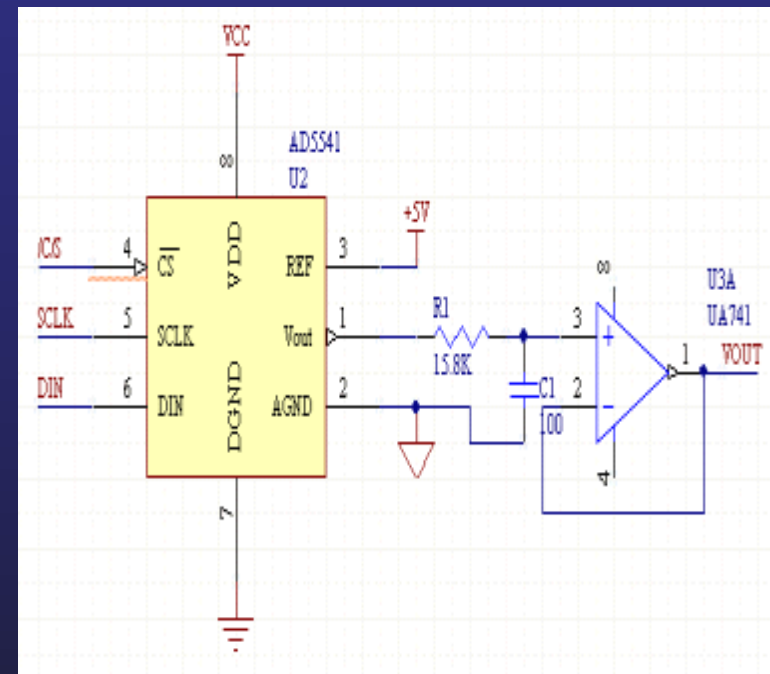 VCC
8
AD5541
U2
+5V
/C/S
4
CS
VDD
REF
3
8
U3A
UA741
SCLK
5
SCLK
Vout
1
R1
15.8K
3
+
1
VOUT
DIN
6
DIN
DGND
AGND
2
C1
100
2
-
4
7